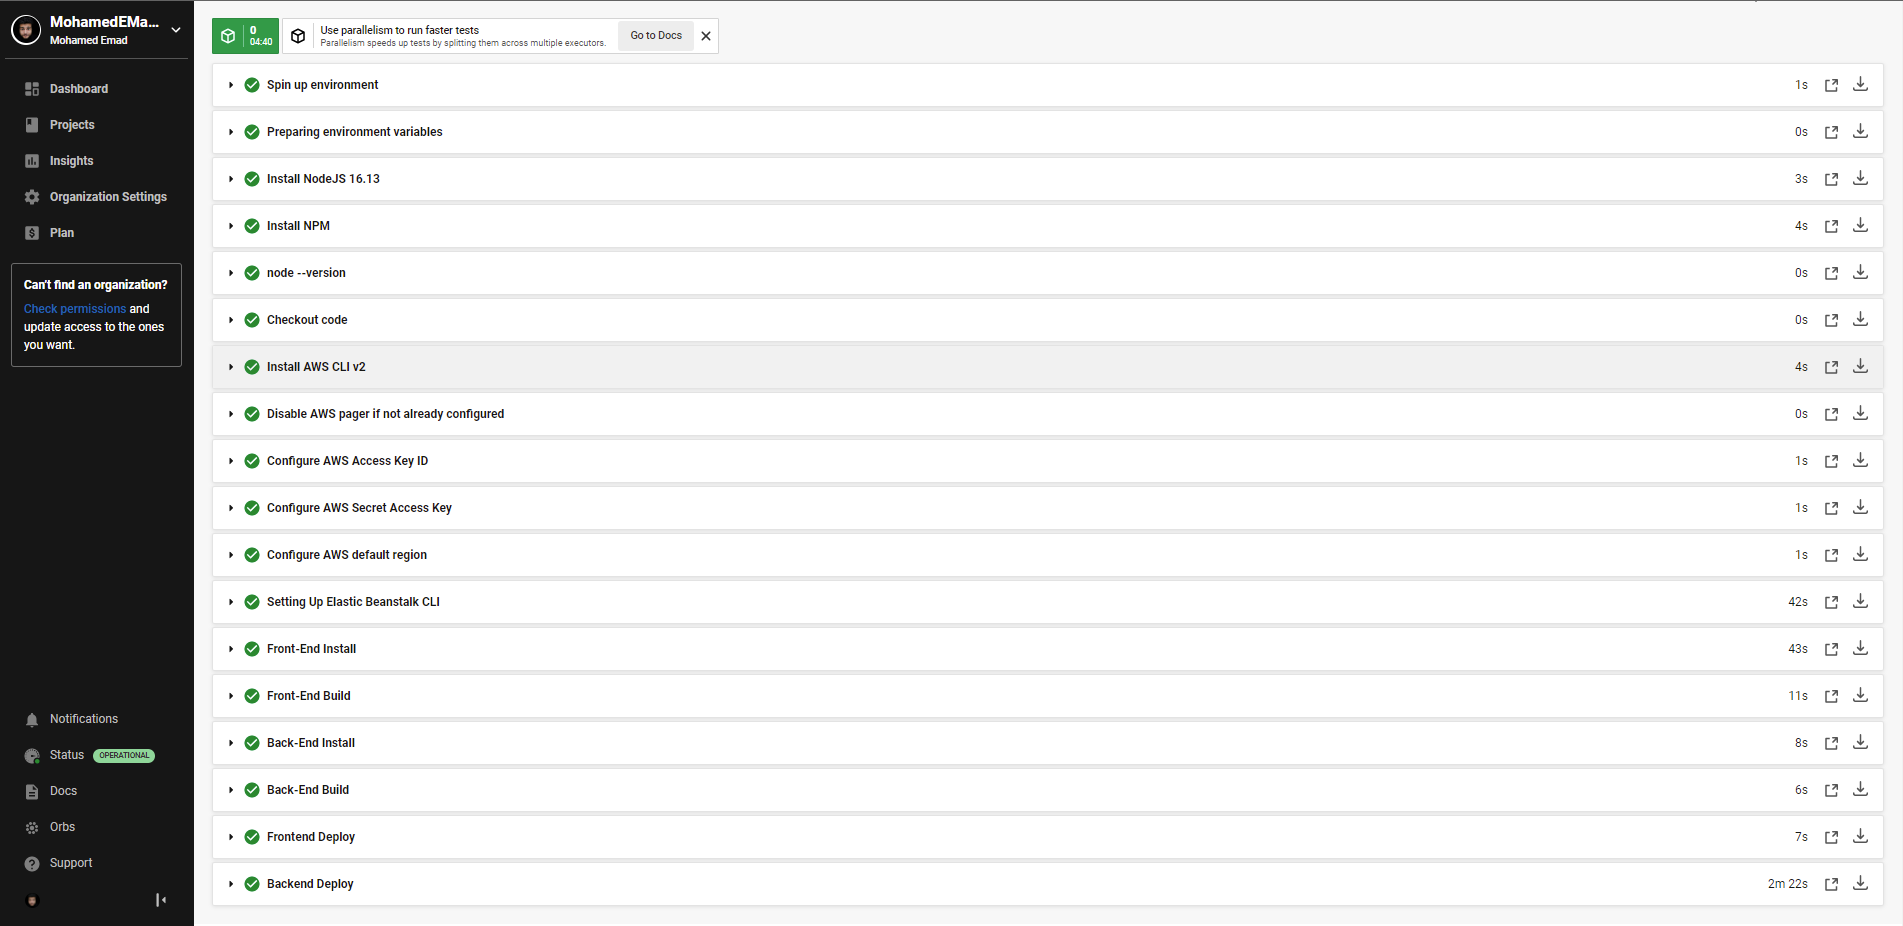 MohamedEMa...
Mohamed Emad
Dashboard
Projects
Insights
Organization Settings
Plan
Can't find an organization?
Check permissions and
update access to the ones
you want.
Notifications
Status OPERATIONAL
Docs
Orbs
Support
0
04:40
Use parallelism to run faster tests
Parallelism speeds up tests by splitting them across multiple executors.
Go to Docs
Spin up environment 1s
Preparing environment variables 0s
Install NodeJS 16.13 3s
Install NPM 4s
node --version 0s
Checkout code 0s
Install AWS CLI v2 4s
Disable AWS pager if not already configured 0s
Configure AWS Access Key ID 1s
Configure AWS Secret Access Key 1s
Configure AWS default region 1s
Setting Up Elastic Beanstalk CLI 42s
Front-End Install 43s
Front-End Build 11s
Back-End Install 8s
Back-End Build 6s
Frontend Deploy 7s
Backend Deploy 2m 22s